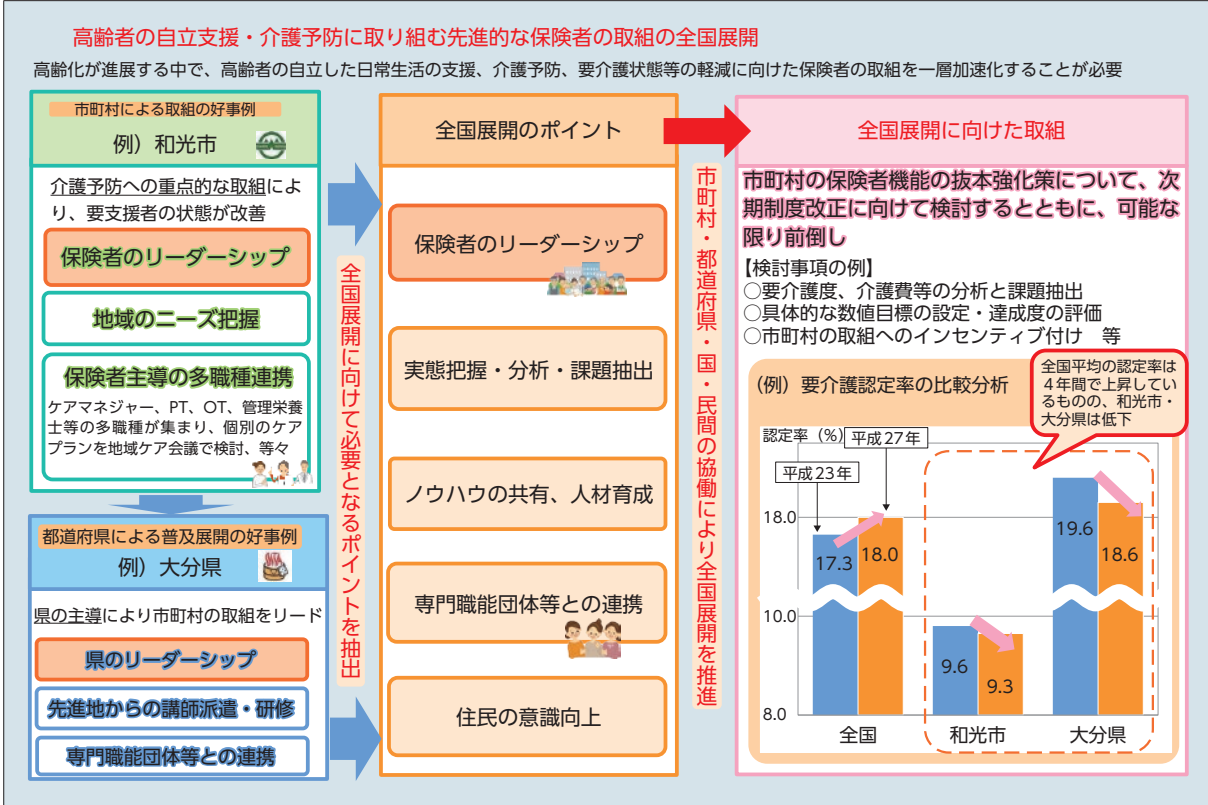 高齢者の自立支援・介護予防に取り組む先進的な保険者の取組の全国展開
高齢化が進展する中で、高齢者の自立した日常生活の支援、介護予防、要介護状態等の軽減に向けた保険者の取組を一層加速化することが必要
市町村による取組の好事例
例）和光市
介護予防への重点的な取組によ
り、要支援者の状態が改善
保険者のリーダーシップ
地域のニーズ把握
保険者主導の多職種連携
ケアマネジャー、PT、OT、管理栄養
士等の多職種が集まり、個別のケア
プランを地域ケア会議で検討、等々
都道府県による普及展開の好事例
例）大分県
県の主導により市町村の取組をリード
県のリーダーシップ
先進地からの講師派遣・研修
専門職能団体等との連携
全国展開に向けて必要となるポイントを抽出
全国展開のポイント
保険者のリーダーシップ
実態把握・分析・課題抽出
ノウハウの共有、人材育成
専門職能団体等との連携
住民の意識向上
市町村・都道府県・国・民間の協働により全国展開を推進
全国展開に向けた取組
市町村の保険者機能の抜本強化策について、次
期制度改正に向けて検討するとともに、可能な
限り前倒し
【検討事項の例】
○要介護度、介護費等の分析と課題抽出
○具体的な数値目標の設定・達成度の評価
○市町村の取組へのインセンティブ付け　等
（例）要介護認定率の比較分析
全国平均の認定率は
４年間で上昇してい
るものの、和光市・
大分県は低下
認定率（%）
平成27年
平成23年
18.0
10.0
8.0
17.3
18.0
9.6
9.3
19.6
18.6
全国
和光市
大分県